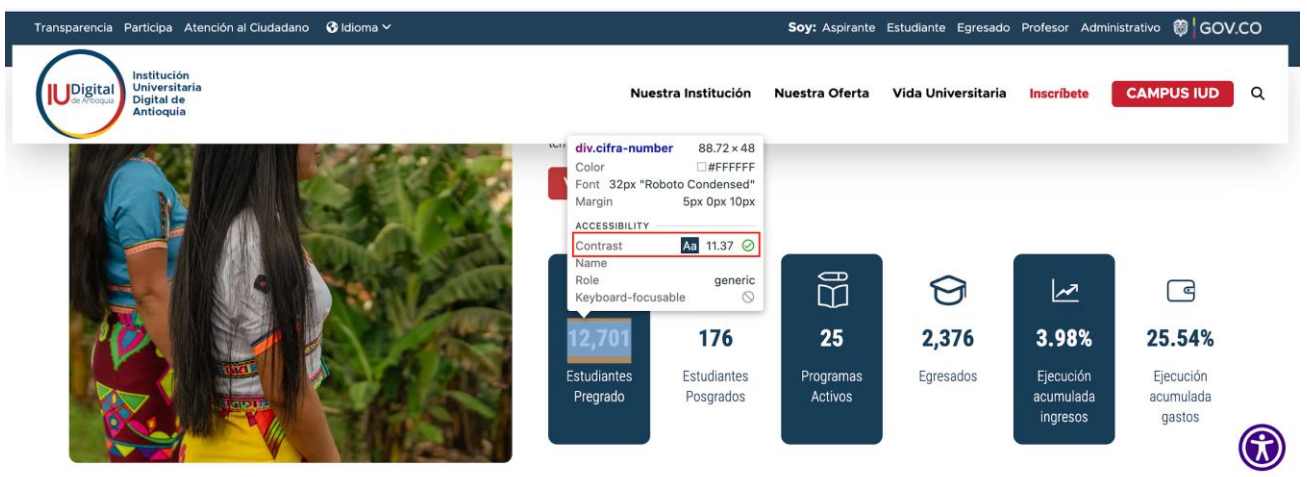 Transparencia Participa Atención al Ciudadano Idioma
Soy: Aspirante Estudiante Egresado Profesor Administrativo GOV.CO
IUDigital
de Antioquia
Institución
Universitaria
Digital de
Antioquia
Nuestra Institución Nuestra Oferta Vida Universitaria Inscríbete CAMPUS IUD
div.cifra-number 88.72 × 48
Color #FFFFFF
Font 32px "Roboto Condensed"
Margin 5px 0px 10px
ACCESSIBILITY
Contrast Aa 11.37
Name
Role generic
Keyboard-focusable
12,701
Estudiantes
Pregrado
176
Estudiantes
Posgrados
25
Programas
Activos
2,376
Egresados
3.98%
Ejecución
acumulada
ingresos
25.54%
Ejecución
acumulada
gastos